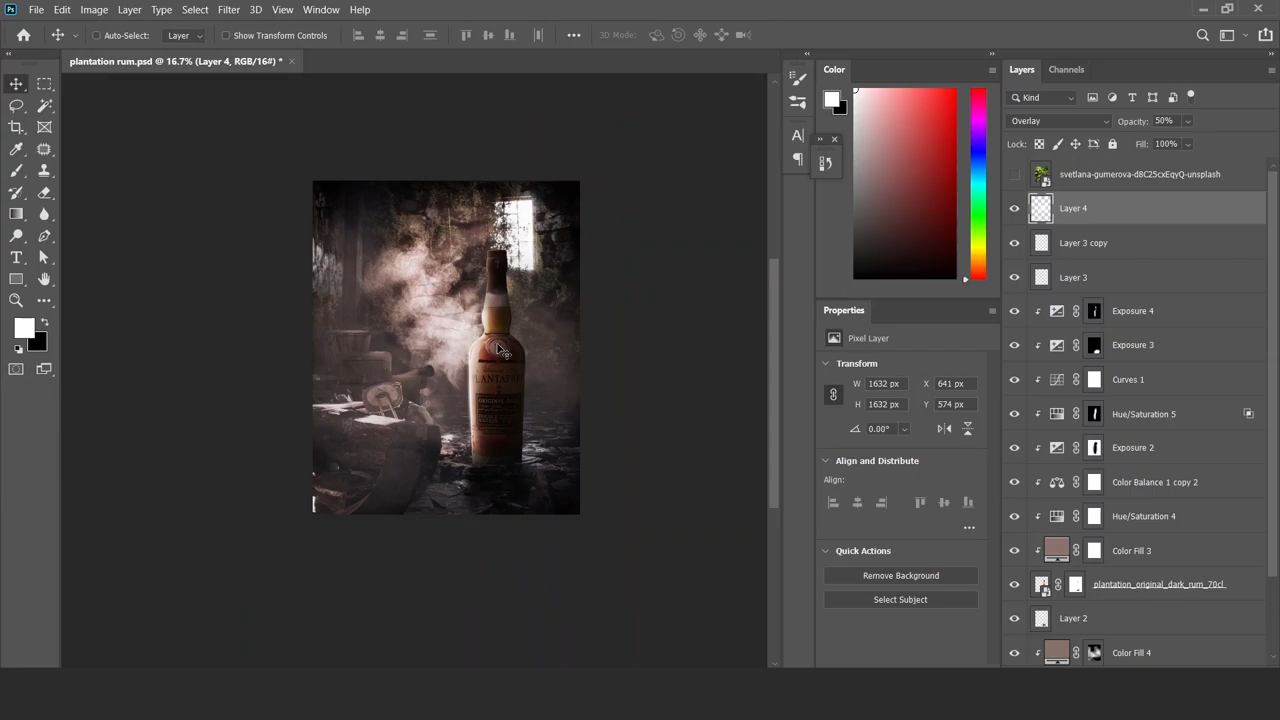 Ps File Edit Image Layer Type Select Filter 3D View Window Help
Auto-Select: Layer Show Transform Controls 3D Mode:
plantation rum.psd @ 16.7% (Layer 4, RGB/16#) *
Color
Layers Channels
Kind
Overlay Opacity: 50%
Lock: Fill: 100%
svetlana-gumerova-d8C25cxEqyQ-unsplash
Layer 4
Layer 3 copy
Layer 3
Exposure 4
Exposure 3
Curves 1
Hue/Saturation 5
Exposure 2
Color Balance 1 copy 2
Hue/Saturation 4
Color Fill 3
plantation_original_dark_rum_70cl
Layer 2
Color Fill 4
Properties
Pixel Layer
Transform
W 1632 px X 641 px
H 1632 px Y 574 px
0.00°
Align and Distribute
Align:
Quick Actions
Remove Background
Select Subject
ORIGINAL DARK